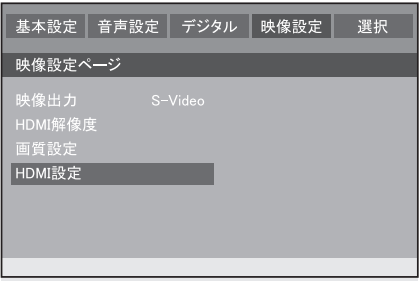 基本設定 音声設定 デジタル 映像設定 選択
映像設定ページ
映像出力 S-Video
HDMI解像度
画質設定
HDMI設定